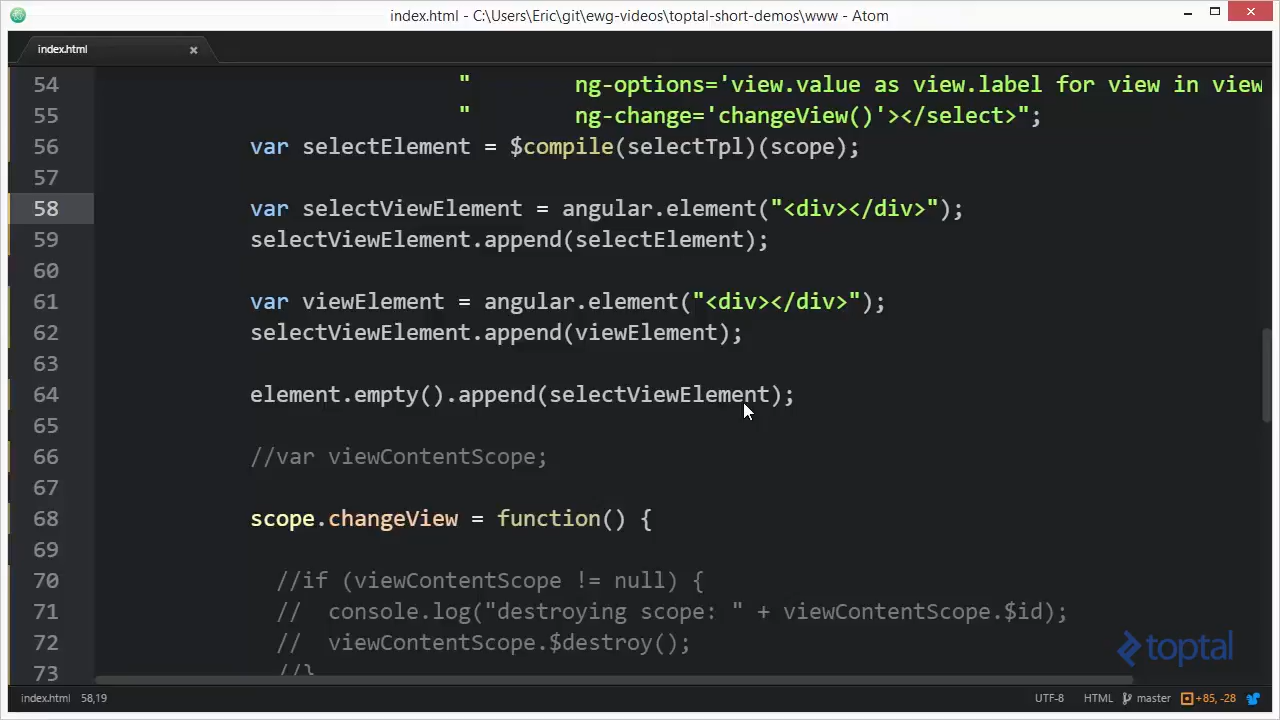 index.html - C:\Users\Eric\git\ewg-videos\toptal-short-demos\www - Atom
index.html
54 " ng-options='view.value as view.label for view in view
55 " ng-change='changeView()'></select>";
56 var selectElement = $compile(selectTpl)(scope);
57
58 var selectViewElement = angular.element("<div></div>");
59 selectViewElement.append(selectElement);
60
61 var viewElement = angular.element("<div></div>");
62 selectViewElement.append(viewElement);
63
64 element.empty().append(selectViewElement);
65
66 //var viewContentScope;
67
68 scope.changeView = function() {
69
70 //if (viewContentScope != null) {
71 // console.log("destroying scope: " + viewContentScope.$id);
72 // viewContentScope.$destroy();
73 //}
toptal
index.html 58,19 UTF-8 HTML master +85, -28